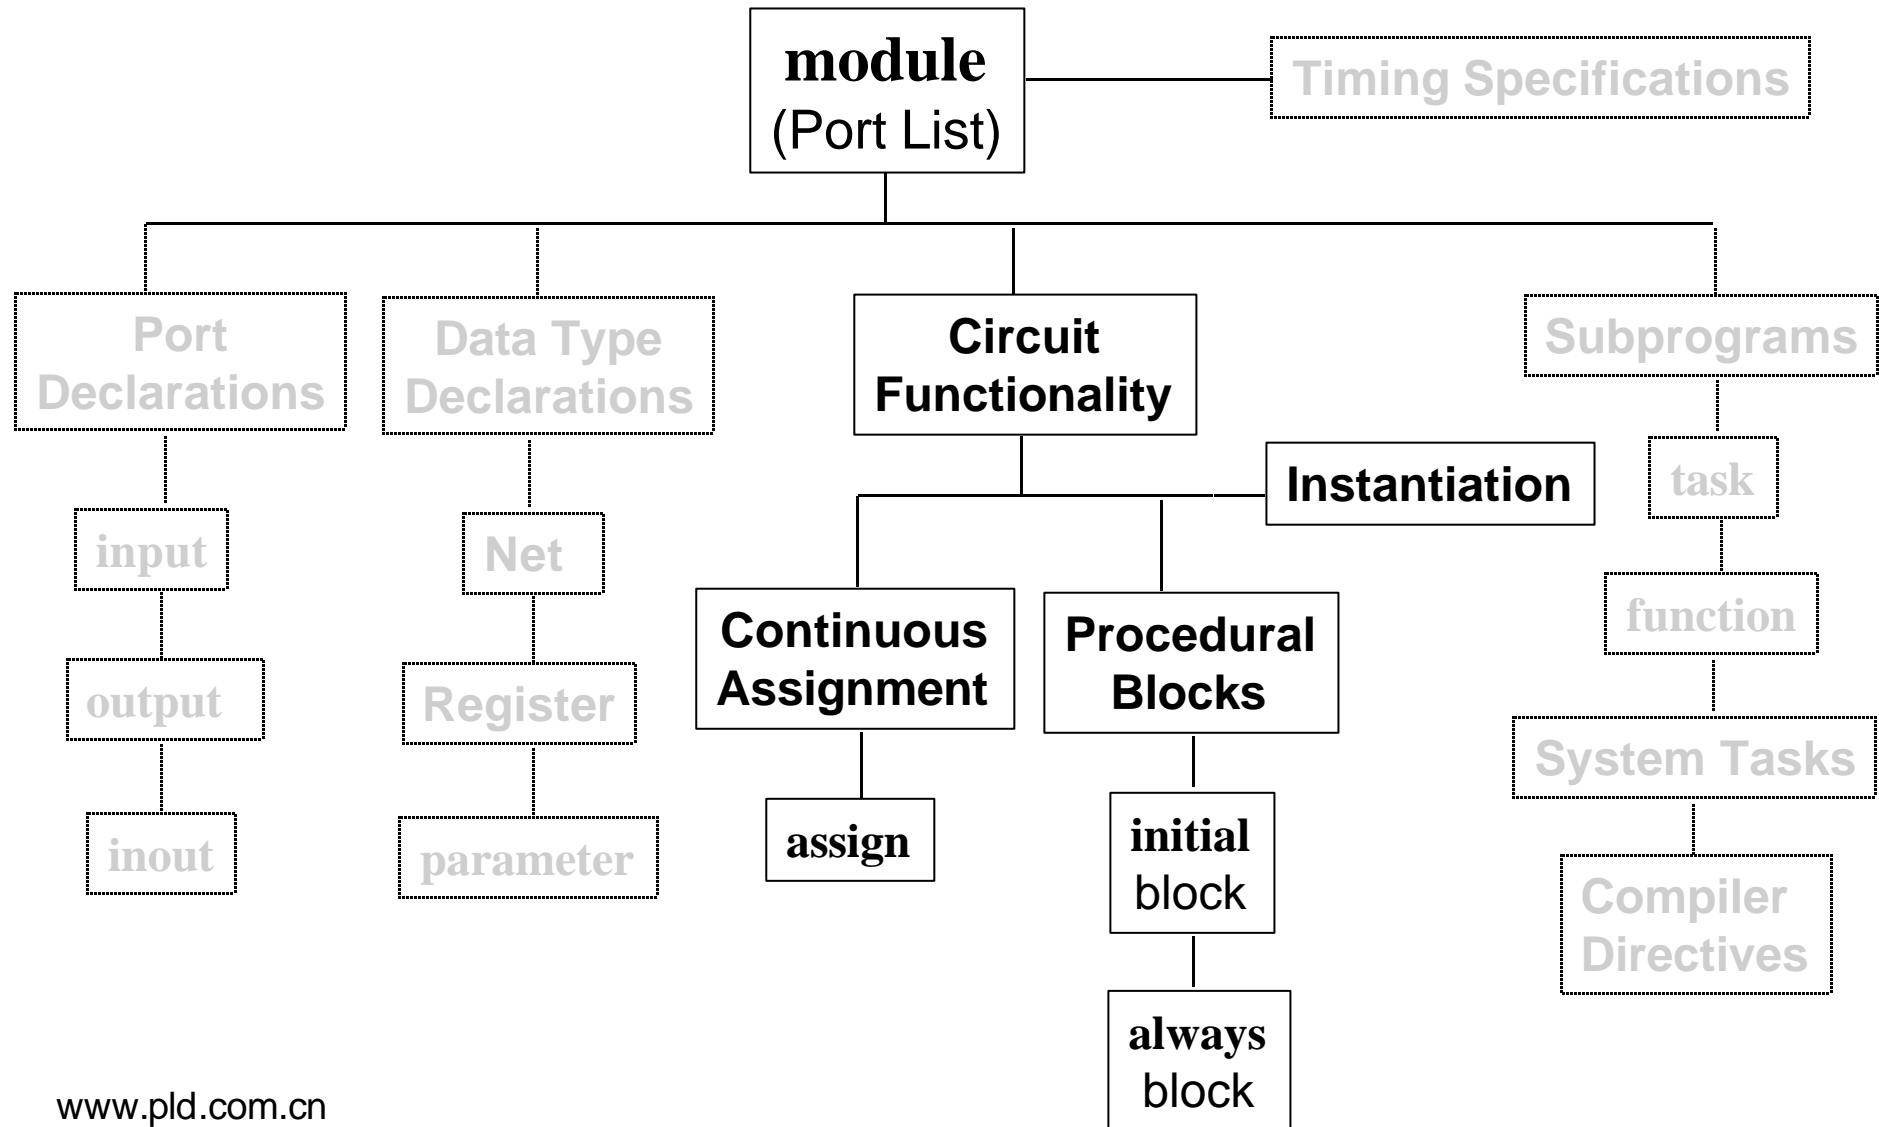 module
(Port List)
Timing Specifications
Port
Declarations
Data Type
Declarations
Circuit
Functionality
Subprograms
Instantiation
task
input
Net
Continuous
Assignment
Procedural
Blocks
function
output
Register
System Tasks
inout
parameter
assign
initial
block
Compiler
Directives
always
block
www.pld.com.cn